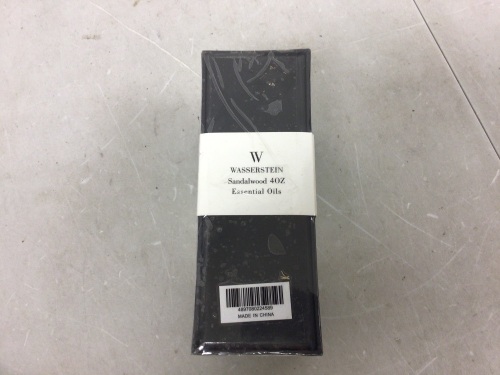 W
WASSERSTEIN
Sandalwood 4OZ
Essential Oils
MADE IN CHINA